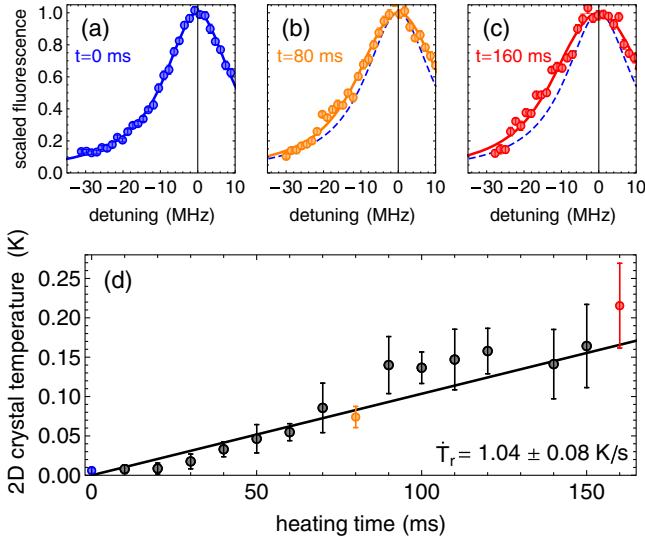 scaled fluorescence
1.0
0.8
0.6
0.4
0.2
0.0
(a)
t=0 ms
−30 −20 −10 0 10
detuning (MHz)
(b)
t=80 ms
−30 −20 −10 0 10
detuning (MHz)
(c)
t=160 ms
−30 −20 −10 0 10
detuning (MHz)
2D crystal temperature (K)
0.25
0.20
0.15
0.10
0.05
0.00
(d)
Ṫr = 1.04 ± 0.08 K/s
0 50 100 150
heating time (ms)